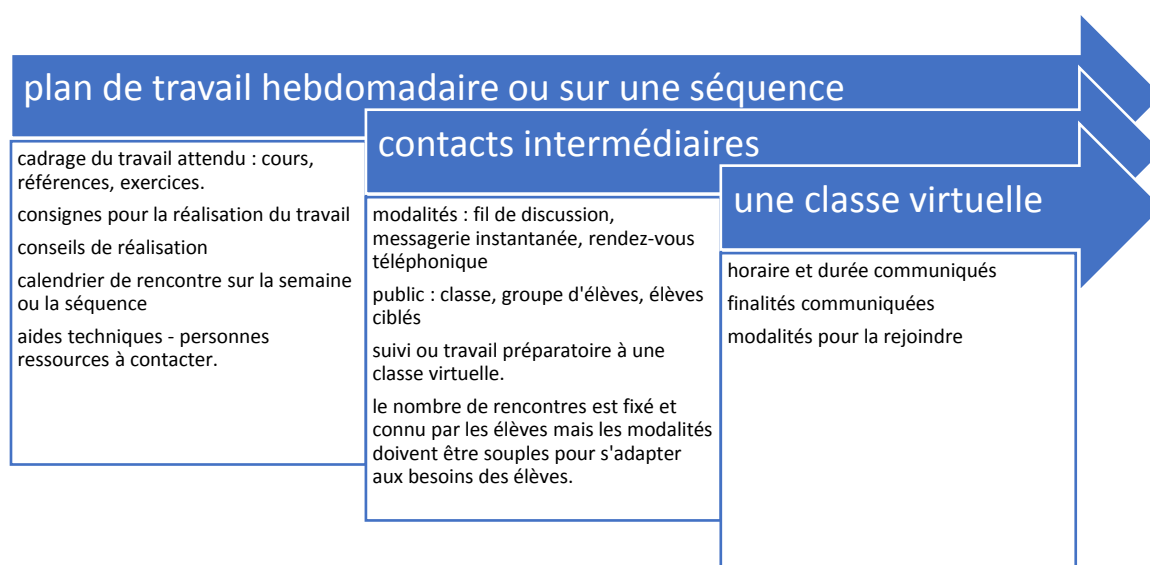 plan de travail hebdomadaire ou sur une séquence
cadrage du travail attendu : cours,
références, exercices.
consignes pour la réalisation du travail
conseils de réalisation
calendrier de rencontre sur la semaine
ou la séquence
aides techniques - personnes
ressources à contacter.
contacts intermédiaires
modalités : fil de discussion,
messagerie instantanée, rendez-vous
téléphonique
public : classe, groupe d'élèves, élèves
ciblés
suivi ou travail préparatoire à une
classe virtuelle.
le nombre de rencontres est fixé et
connu par les élèves mais les modalités
doivent être souples pour s'adapter
aux besoins des élèves.
une classe virtuelle
horaire et durée communiqués
finalités communiquées
modalités pour la rejoindre